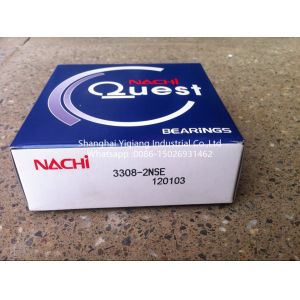 NACHi
Quest
BEARINGS
Shanghai Yiqiang Industrial Co.,Ltd
Whatsapp :0086-15026931462
NACHi
3308-2NSE
120103